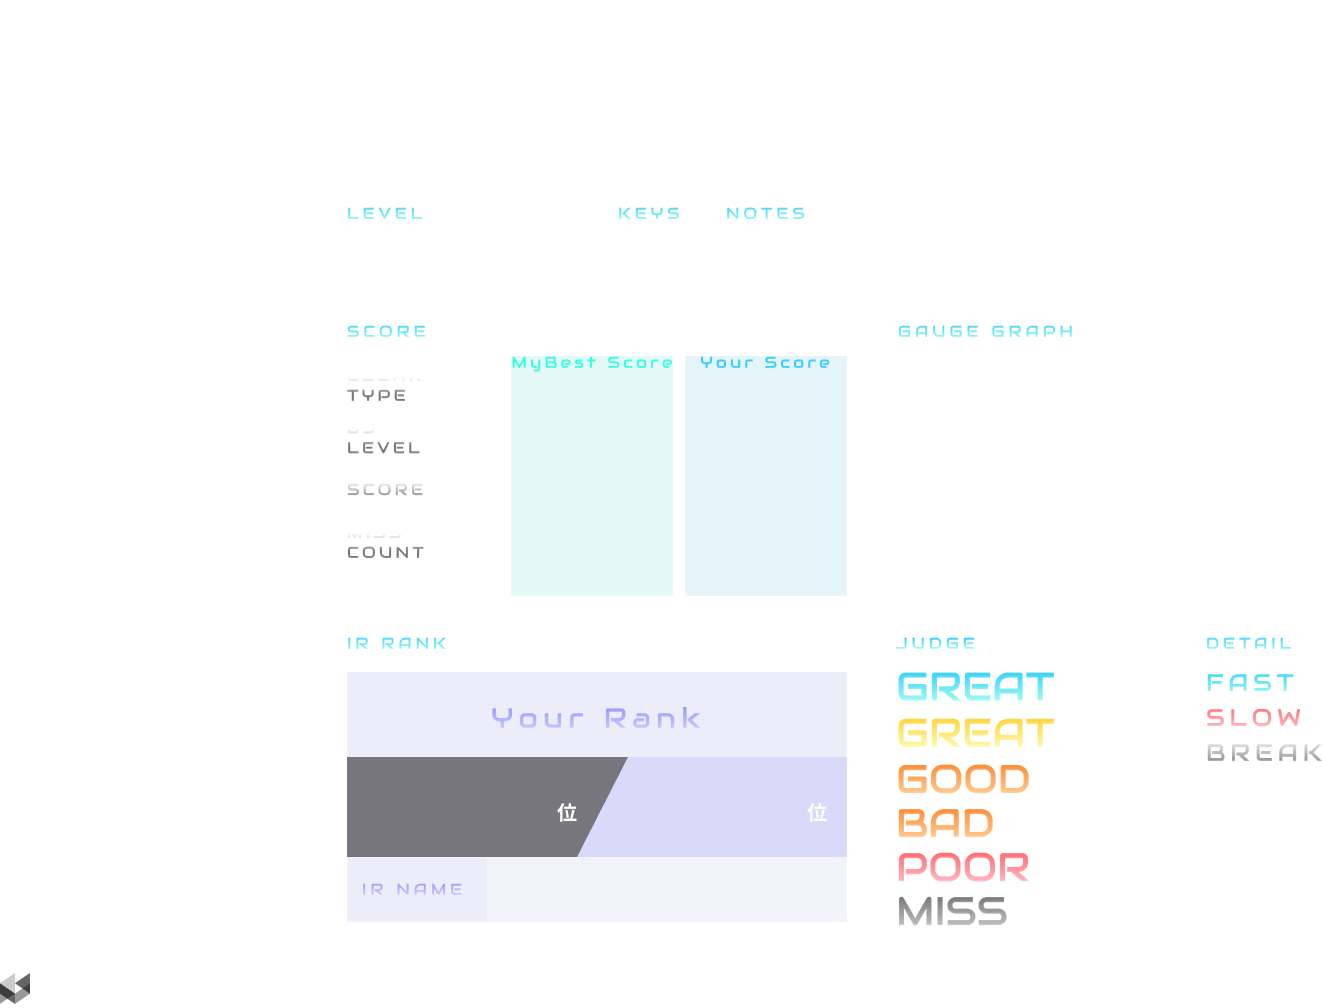 LEVEL KEYS NOTES
SCORE GAUGE GRAPH
MyBest Score Your Score
TYPE
LEVEL
SCORE
MISS
COUNT
IR RANK JUDGE DETAIL
Your Rank
位 位
IR NAME
GREAT
GREAT
GOOD
BAD
POOR
MISS
FAST
SLOW
BREAK